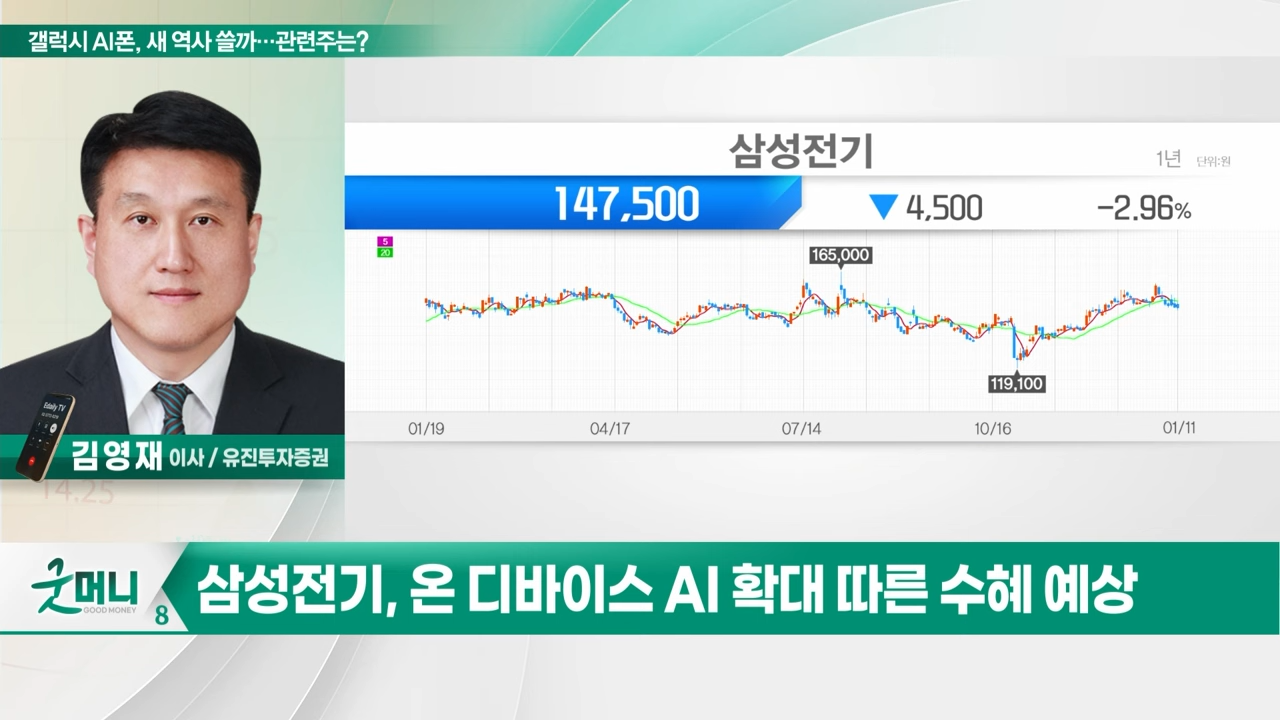 갤럭시 AI폰, 새 역사 쓸까…관련주는?
삼성전기
1년 단위:원
147,500 ▼ 4,500 -2.96%
5
20
165,000
119,100
01/19 04/17 07/14 10/16 01/11
Edaily TV
김영재 이사 / 유진투자증권
14.25
굿머니
GOOD MONEY
8
삼성전기, 온 디바이스 AI 확대 따른 수혜 예상